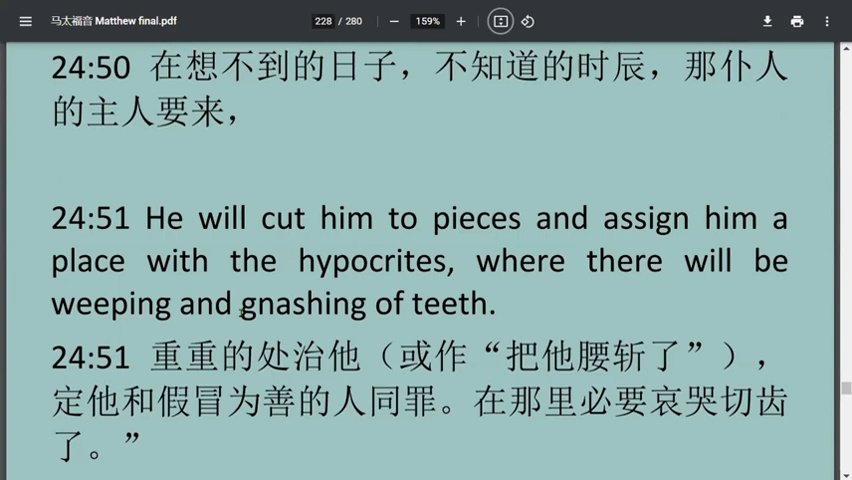 马太福音 Matthew final.pdf
228 / 280
159%
24:50 在想不到的日子，不知道的时辰，那仆人
的主人要来，
24:51 He will cut him to pieces and assign him a
place with the hypocrites, where there will be
weeping and gnashing of teeth.
24:51 重重的处治他（或作“把他腰斩了”），
定他和假冒为善的人同罪。在那里必要哀哭切齿
了。”